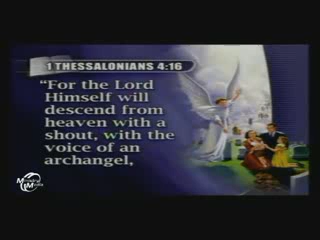 1 THESSALONIANS 4:16
“For the Lord
Himself will
descend from
heaven with a
shout, with the
voice of an
archangel,